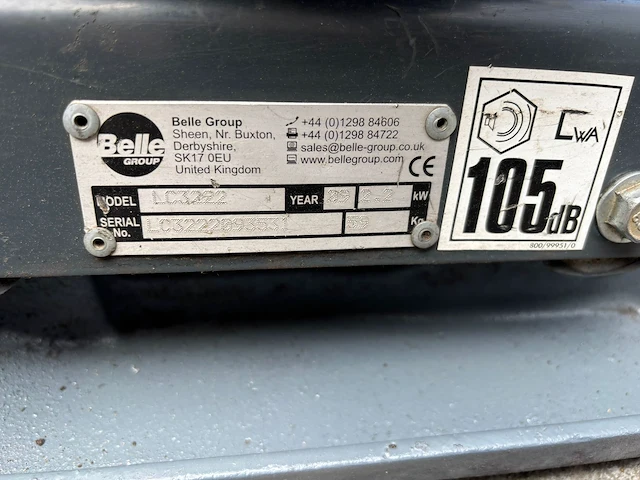 Belle
GROUP
Belle Group
Sheen, Nr. Buxton,
Derbyshire,
SK17 0EU
United Kingdom
+44 (0)1298 84606
+44 (0)1298 84722
sales@belle-group.co.uk
www.bellegroup.com
CE
MODEL YEAR 09 kW
SERIAL
No. Kg
LWA
105dB
800/99951/0